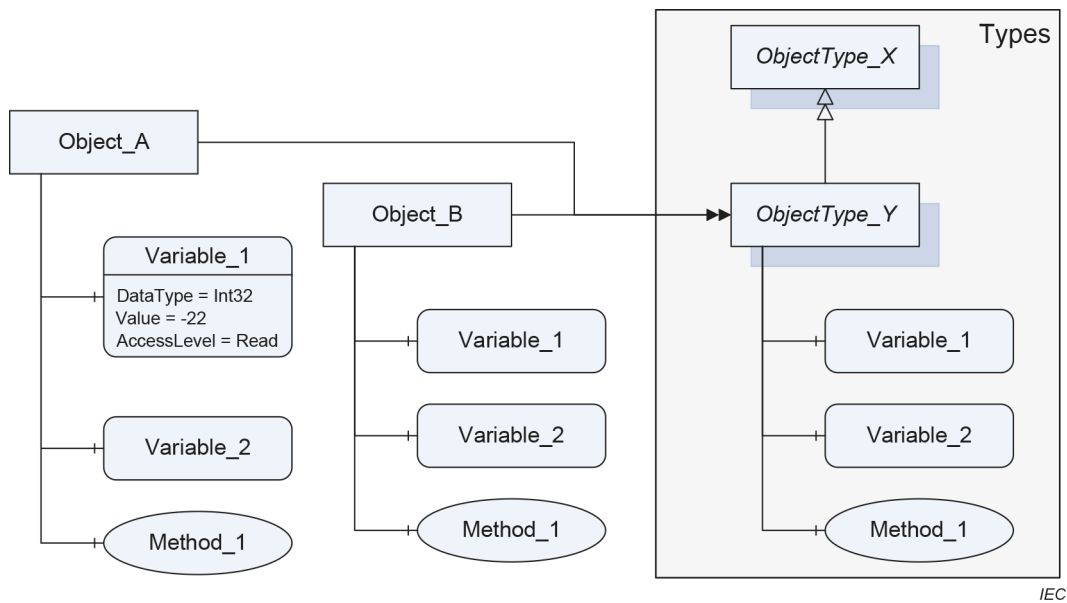 Types
ObjectType_X
Object_A
Object_B
ObjectType_Y
Variable_1
DataType = Int32
Value = -22
AccessLevel = Read
Variable_1
Variable_1
Variable_2
Variable_2
Variable_2
Method_1
Method_1
Method_1
IEC